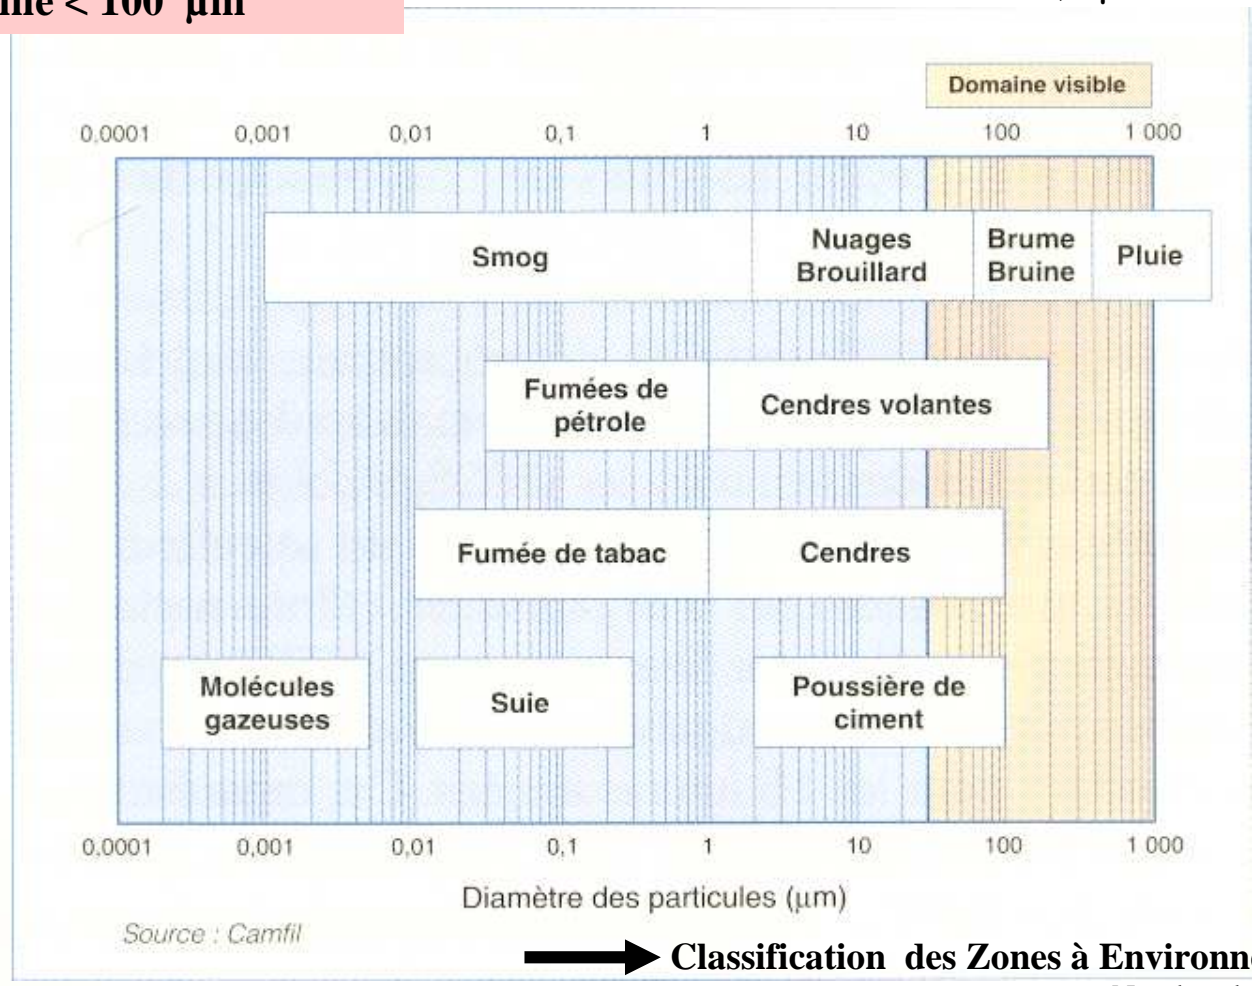 < 100 µm
Domaine visible
0,0001 0,001 0,01 0,1 1 10 100 1 000
Smog
Nuages
Brouillard
Brume
Bruine
Pluie
Fumées de
pétrole
Cendres volantes
Fumée de tabac
Cendres
Molécules
gazeuses
Suie
Poussière de
ciment
0,0001 0,001 0,01 0,1 1 10 100 1 000
Diamètre des particules (µm)
Source : Camfil
Classification des Zones à